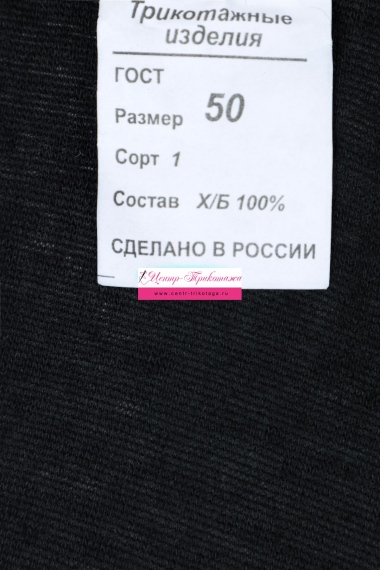 Трикотажные
изделия
ГОСТ
Размер 50
Сорт 1
Состав Х/Б 100%
СДЕЛАНО В РОССИИ
Центр-Трикотажа
www.centr-trikotage.ru